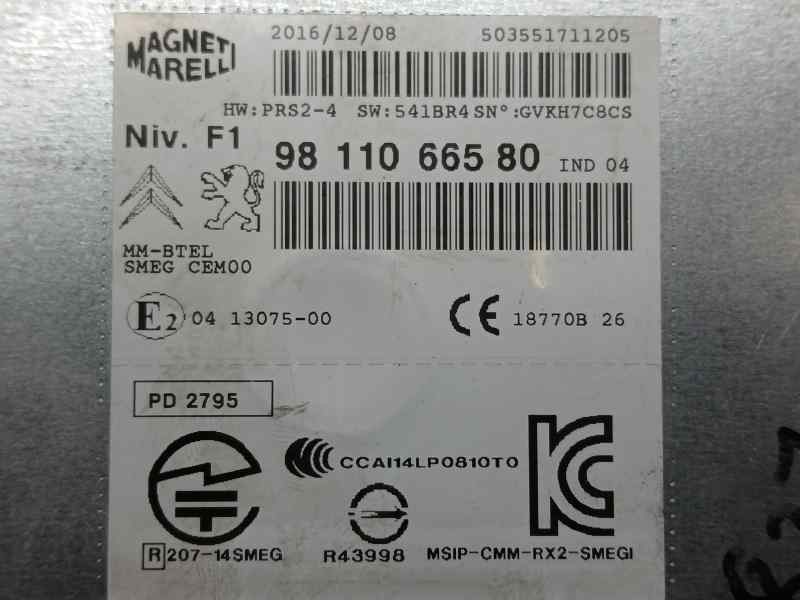 MAGNETI MARELLI
2016/12/08 503551711205
HW:PRS2-4 SW:541BR4 SN°:GVKH7C8CS
Niv. F1
98 110 665 80 IND 04
MM-BTEL
SMEG CEM00
E2 04 13075-00 CE 18770B 26
PD 2795
CCAI14LP0810T0
R 207-14SMEG R43998 MSIP-CMM-RX2-SMEGI